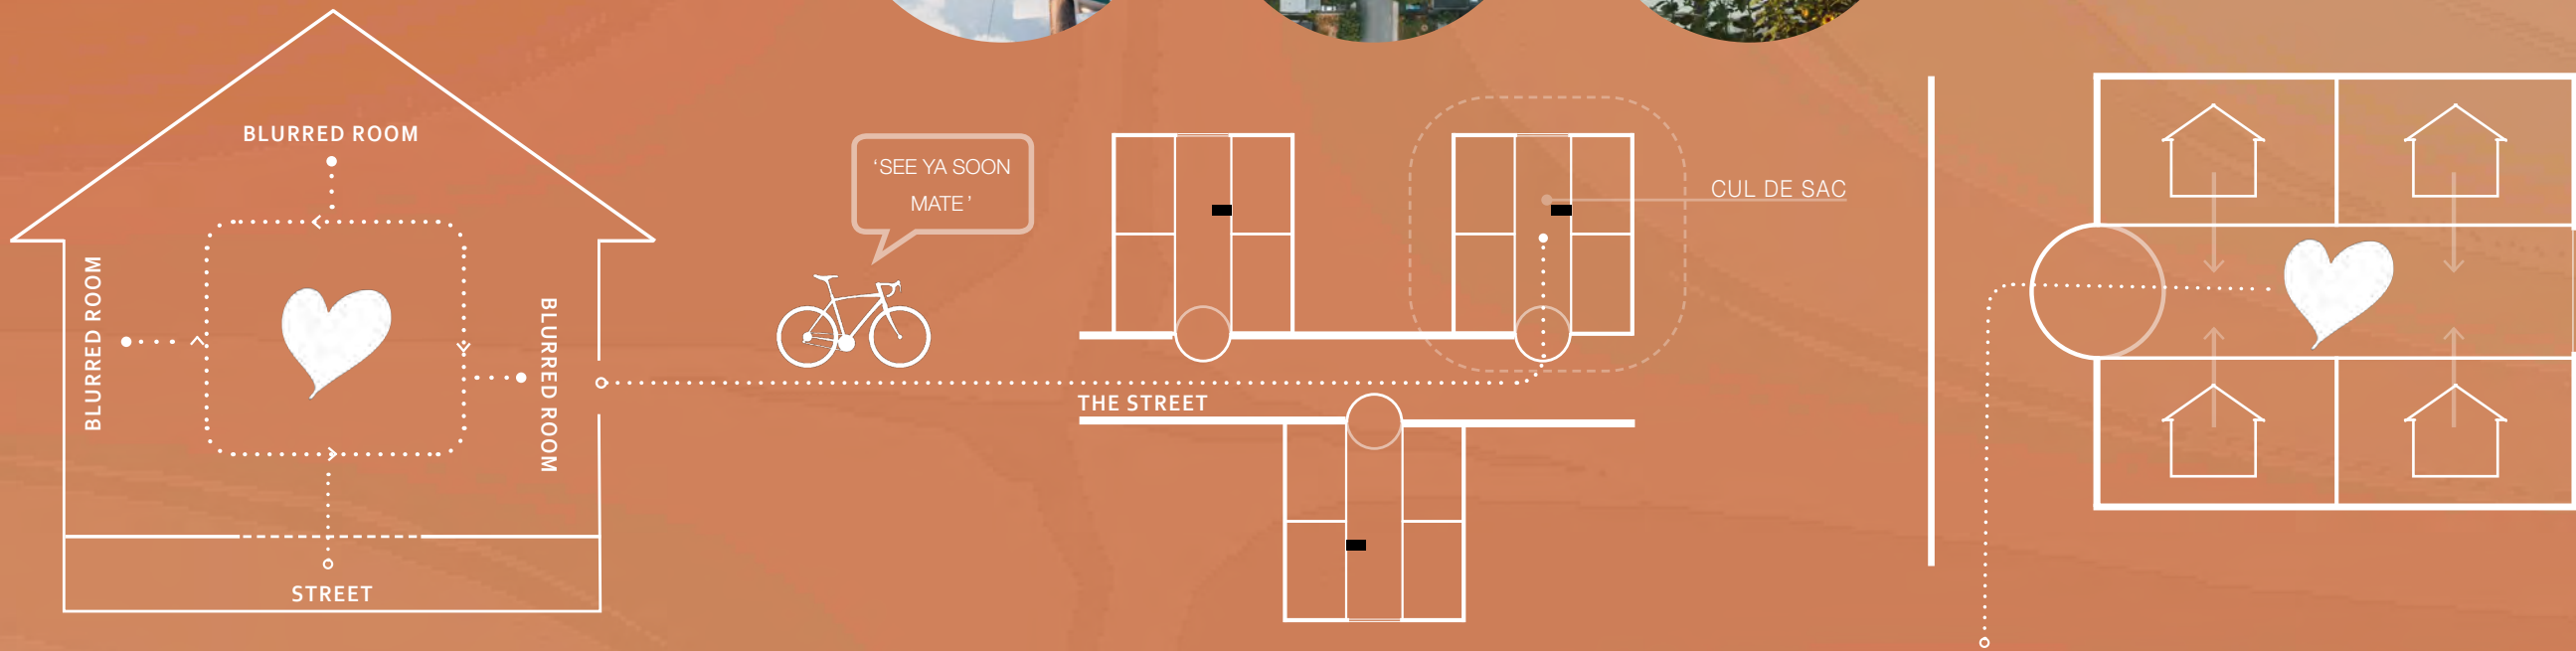 BLURRED ROOM
BLURRED ROOM
BLURRED ROOM
STREET
‘SEE YA SOON
MATE’
THE STREET
CUL DE SAC